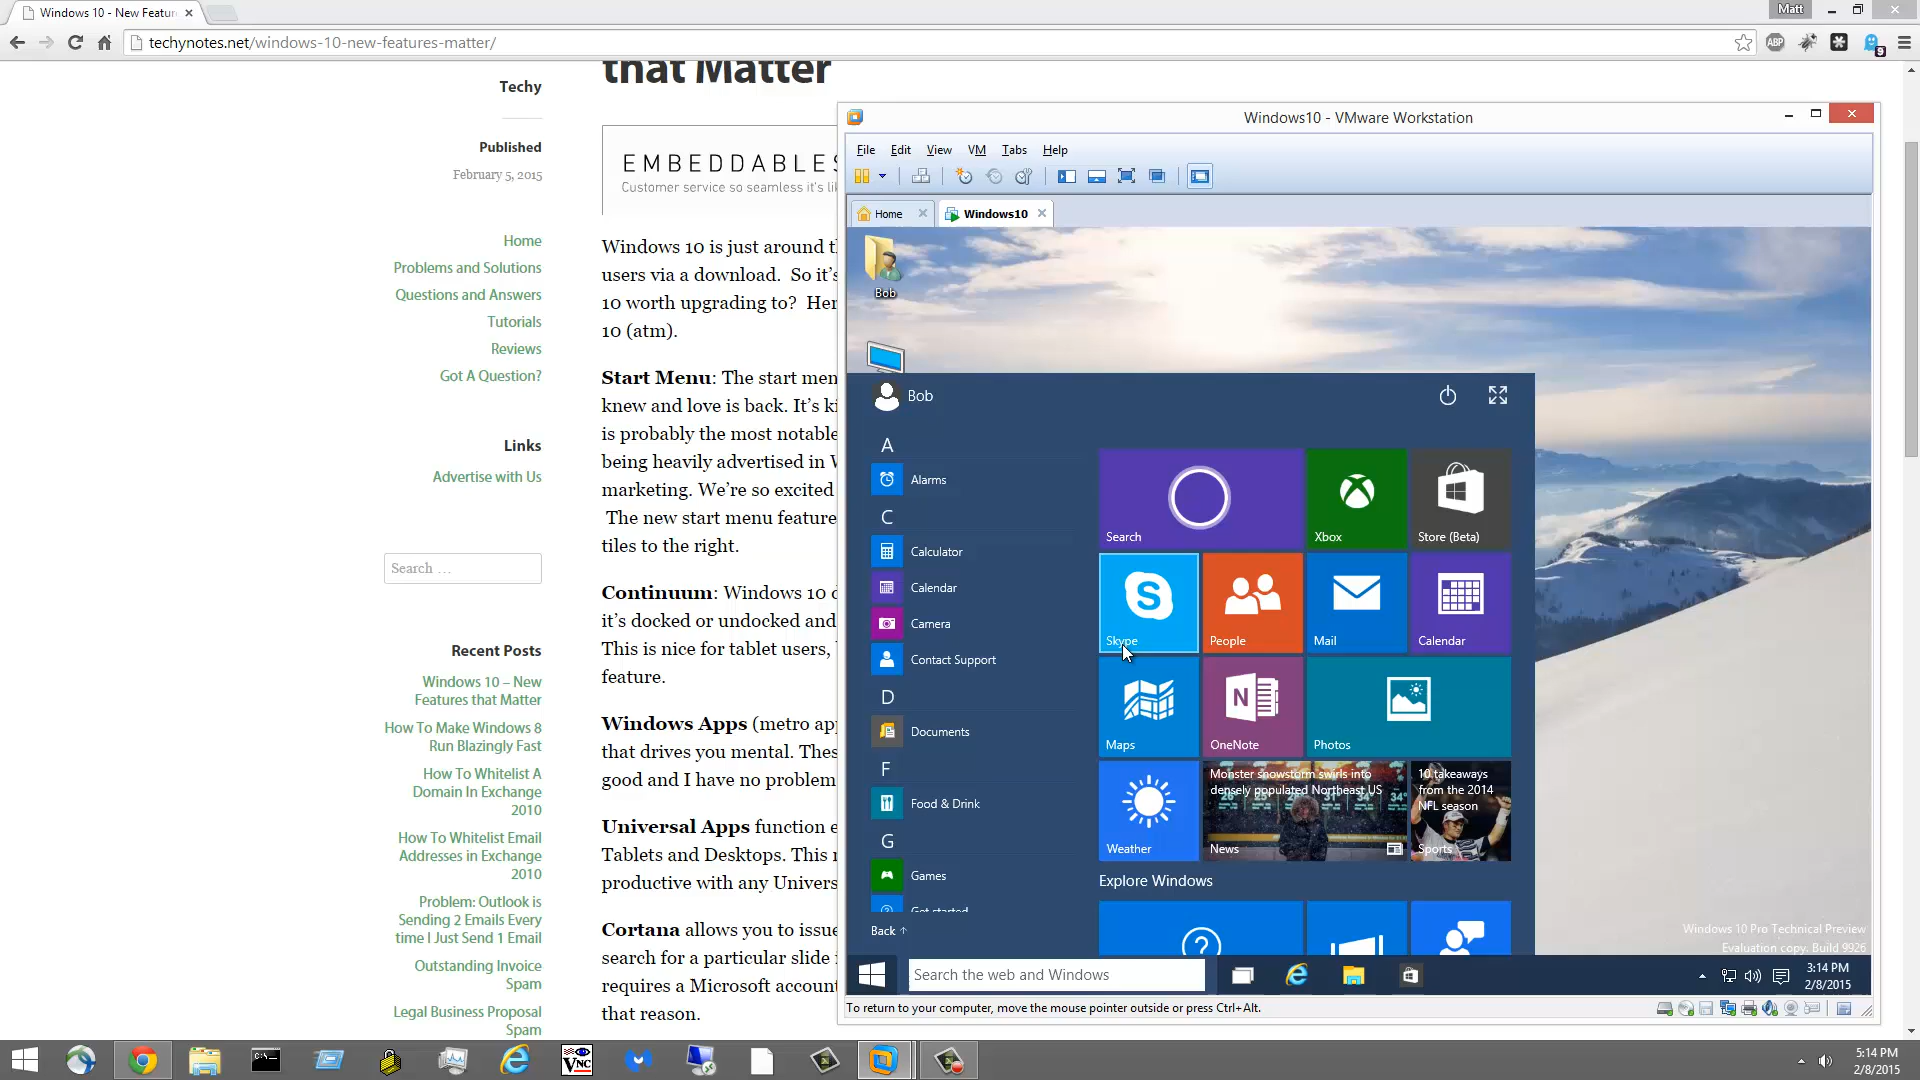 Windows 10 - New Featur
Matt
techynotes.net/windows-10-new-features-matter/
ABP
9
that Matter
Techy
Published
February 5, 2015
Home
Problems and Solutions
Questions and Answers
Tutorials
Reviews
Got A Question?
Links
Advertise with Us
Search ...
Recent Posts
Windows 10 – New
Features that Matter
How To Make Windows 8
Run Blazingly Fast
How To Whitelist A
Domain In Exchange
2010
How To Whitelist Email
Addresses in Exchange
2010
Problem: Outlook is
Sending 2 Emails Every
time I Just Send 1 Email
Outstanding Invoice
Spam
Legal Business Proposal
Spam
EMBEDDABLES
Customer service so seamless it's li
Windows 10 is just around t
users via a download.  So it's
10 worth upgrading to?  Her
10 (atm).
Start Menu: The start men
knew and love is back. It's ki
is probably the most notable
being heavily advertised in W
marketing. We're so excited
The new start menu feature
tiles to the right.
Continuum: Windows 10 d
it's docked or undocked and
This is nice for tablet users,
feature.
Windows Apps (metro app
that drives you mental. Thes
good and I have no problem
Universal Apps function e
Tablets and Desktops. This m
productive with any Univers
Cortana allows you to issue
search for a particular slide i
requires a Microsoft accoun
that reason.
Windows10 - VMware Workstation
File Edit View VM Tabs Help
Home
Windows10
Bob
Bob
A
Alarms
C
Calculator
Calendar
Camera
Contact Support
D
Documents
F
Food & Drink
G
Games
Get started
Back
Search
Xbox
Store (Beta)
Skype
People
Mail
Calendar
Maps
OneNote
Photos
Weather
Monster snowstorm swirls into
densely populated Northeast US
News
10 takeaways
from the 2014
NFL season
Sports
Explore Windows
Windows 10 Pro Technical Preview
Evaluation copy. Build 9926
Search the web and Windows
3:14 PM
2/8/2015
To return to your computer, move the mouse pointer outside or press Ctrl+Alt.
5:14 PM
2/8/2015